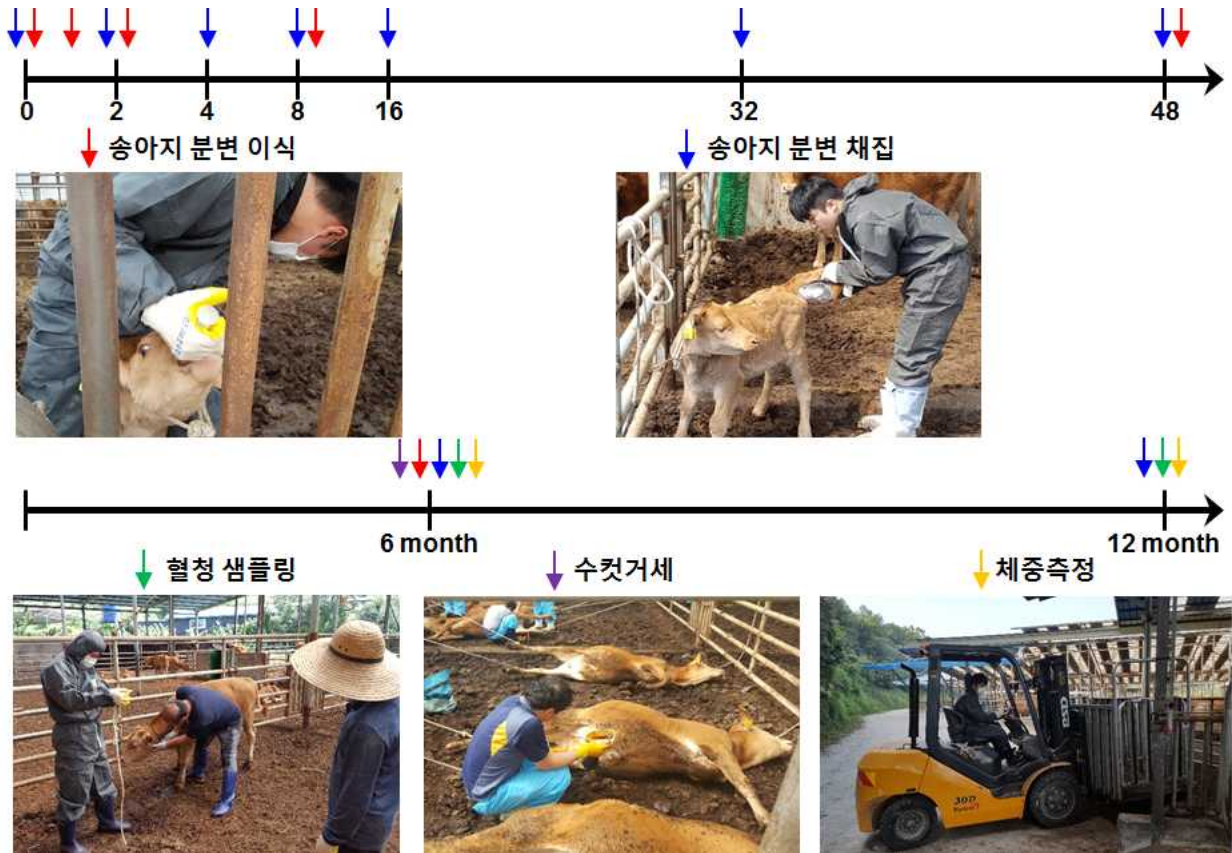 0 2 4 8 16 32 48
송아지 분변 이식
송아지 분변 채집
6 month 12 month
혈청 샘플링
수컷거세
체중측정
30D